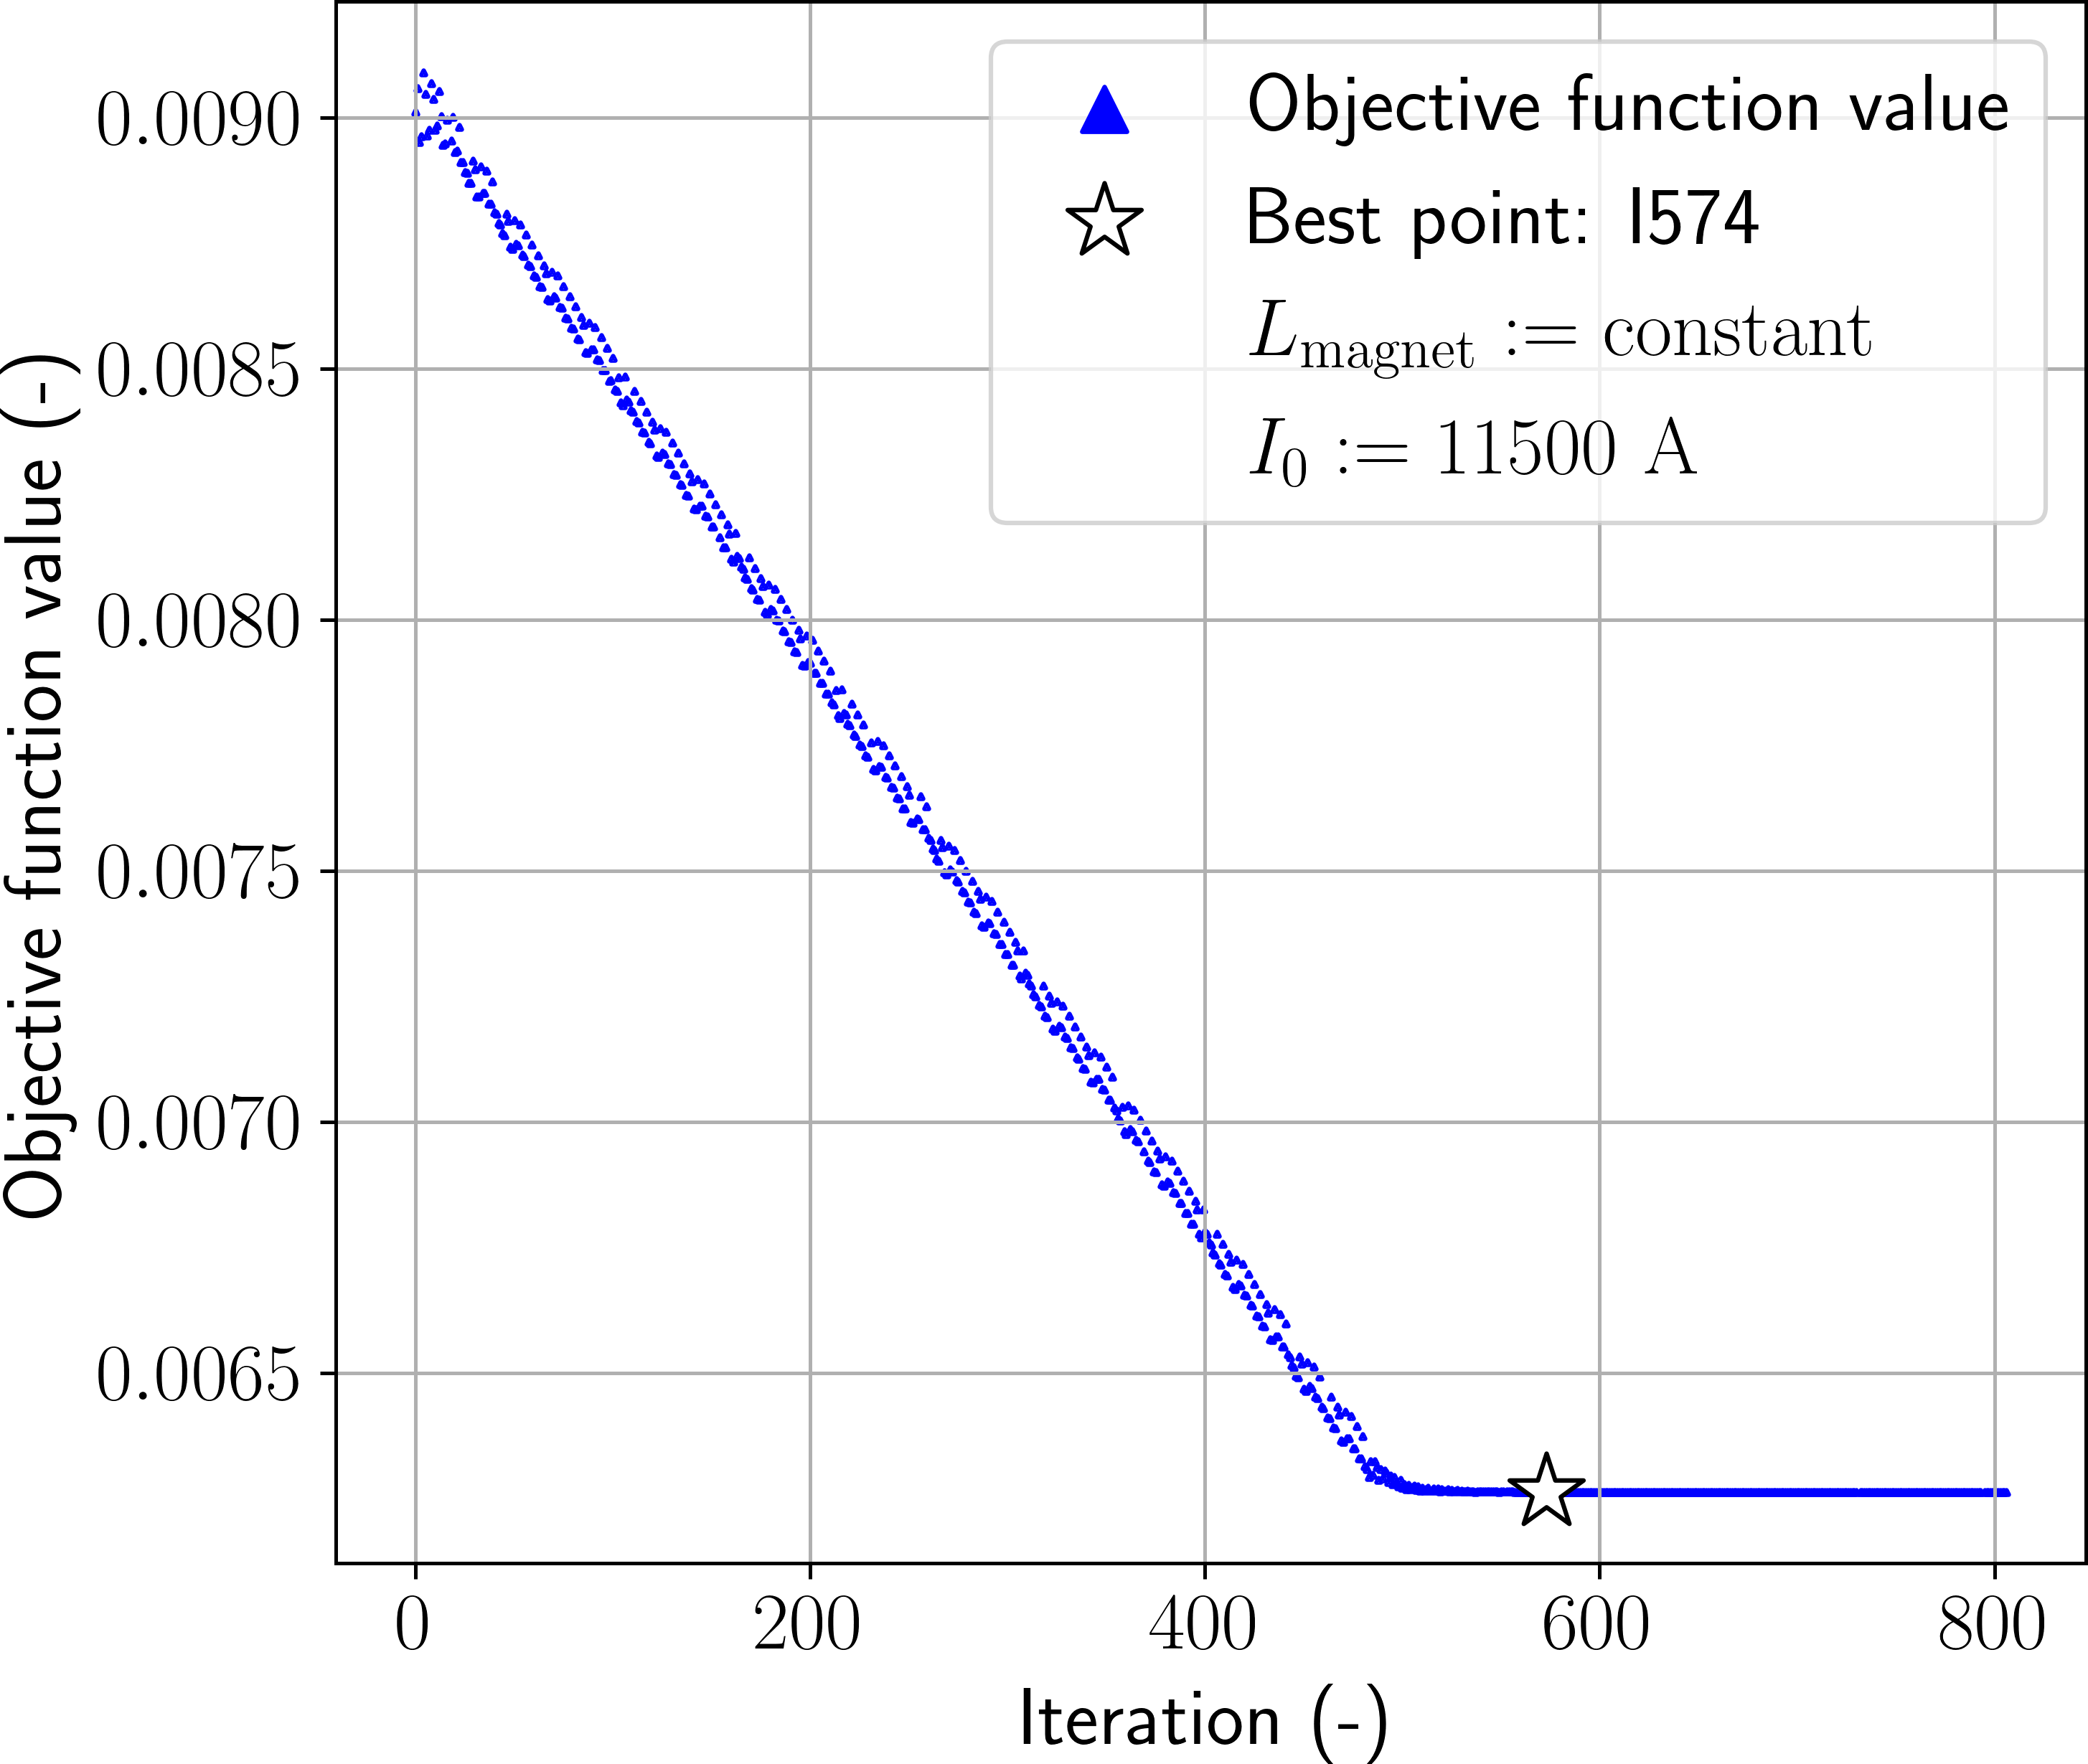 Objective function value (-)
0.0090
0.0085
0.0080
0.0075
0.0070
0.0065
Objective function value
Best point: I574
L_magnet := constant
I_0 := 11500 A
0 200 400 600 800
Iteration (-)